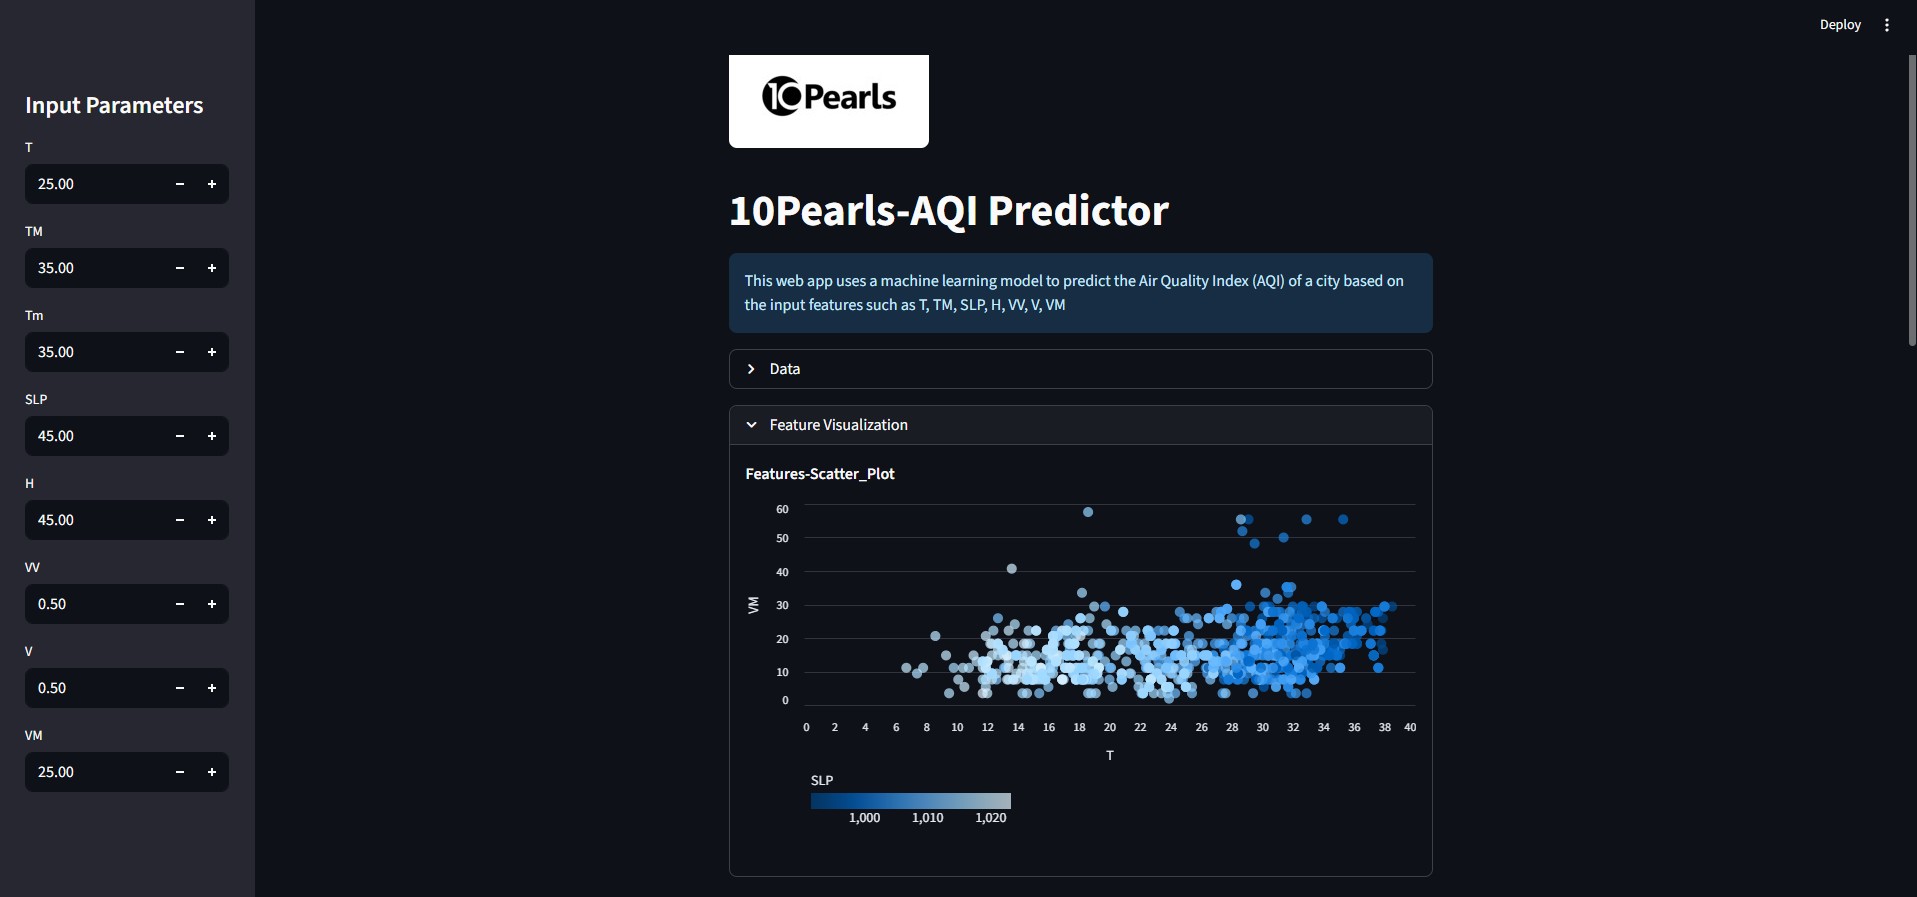 Deploy
Input Parameters
T
25.00
TM
35.00
Tm
35.00
SLP
45.00
H
45.00
VV
0.50
V
0.50
VM
25.00
10Pearls
10Pearls-AQI Predictor
This web app uses a machine learning model to predict the Air Quality Index (AQI) of a city based on
the input features such as T, TM, SLP, H, VV, V, VM
Data
Feature Visualization
Features-Scatter_Plot
60
50
40
30
20
10
0
VM
0 2 4 6 8 10 12 14 16 18 20 22 24 26 28 30 32 34 36 38 40
T
SLP
1,000 1,010 1,020